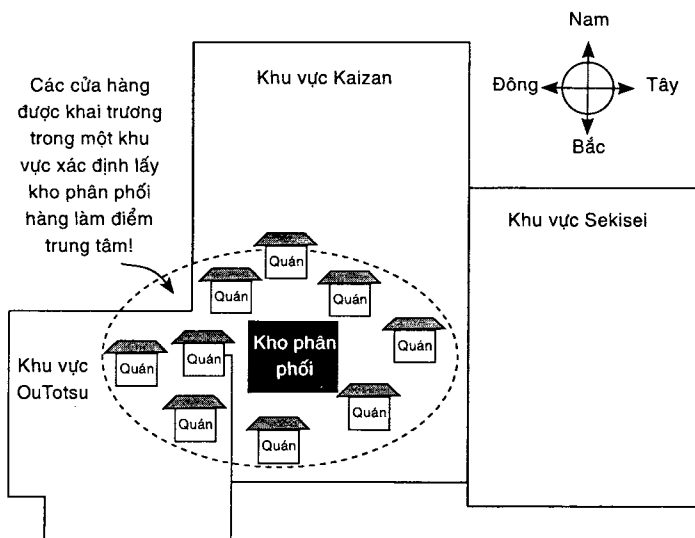 Nam
Đông
Tây
Bắc
Khu vực Kaizan
Các cửa hàng
được khai trương
trong một khu
vực xác định lấy
kho phân phối
hàng làm điểm
trung tâm!
Khu vực Sekisei
Quán
Quán
Quán
Quán
Kho phân
phối
Khu vực
OuTotsu
Quán
Quán
Quán
Quán
Quán